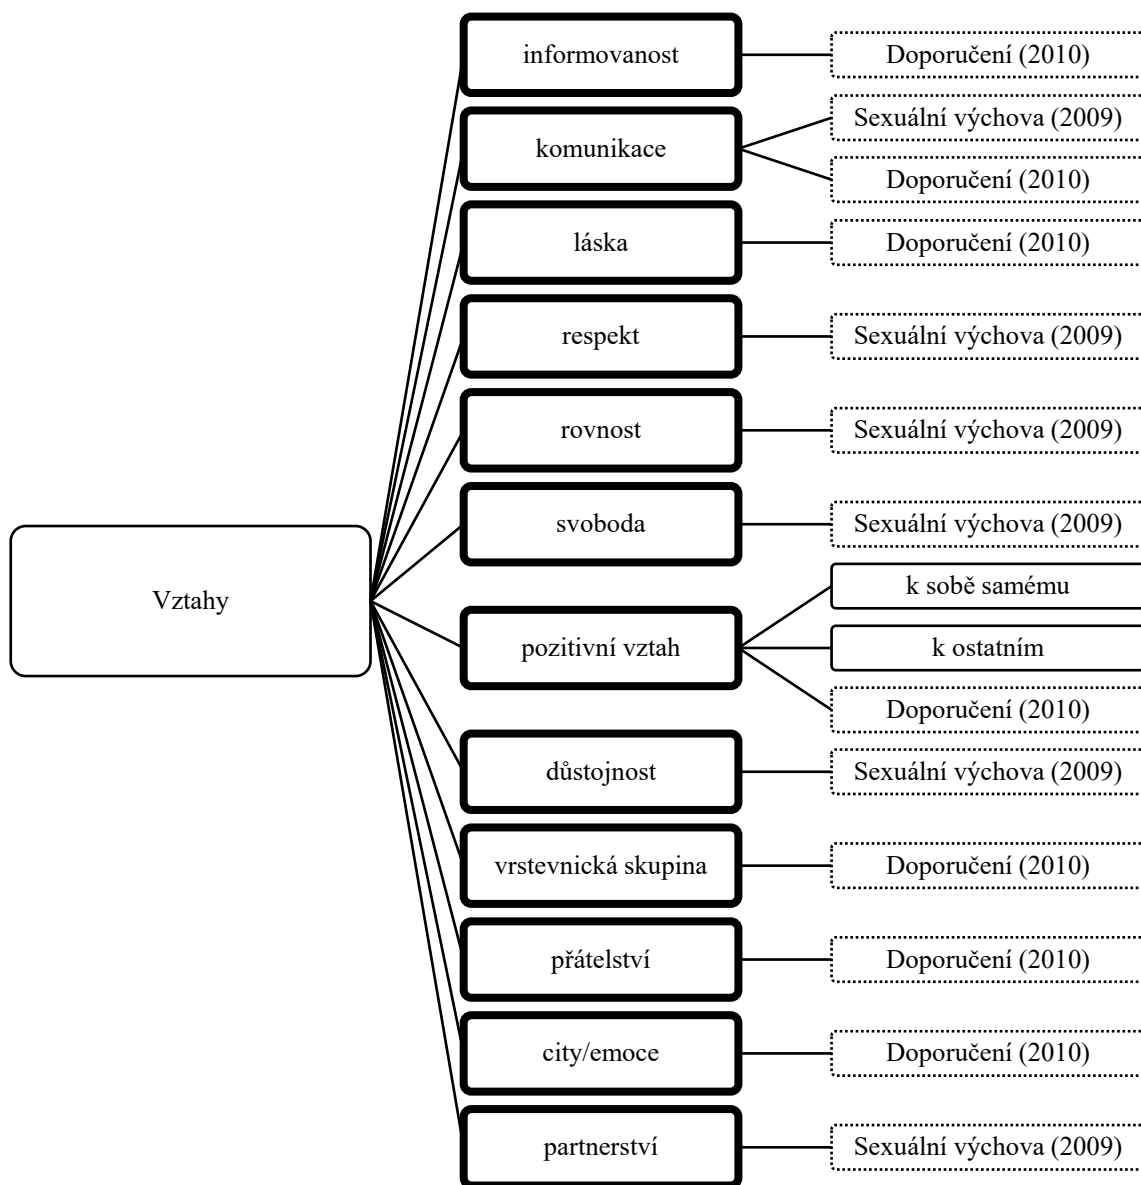 informovanost
Doporučení (2010)
komunikace
Sexuální výchova (2009)
Doporučení (2010)
láska
Doporučení (2010)
respekt
Sexuální výchova (2009)
rovnost
Sexuální výchova (2009)
svoboda
Sexuální výchova (2009)
Vztahy
pozitivní vztah
k sobě samému
k ostatním
Doporučení (2010)
důstojnost
Sexuální výchova (2009)
vrstevnická skupina
Doporučení (2010)
přátelství
Doporučení (2010)
city/emoce
Doporučení (2010)
partnerství
Sexuální výchova (2009)